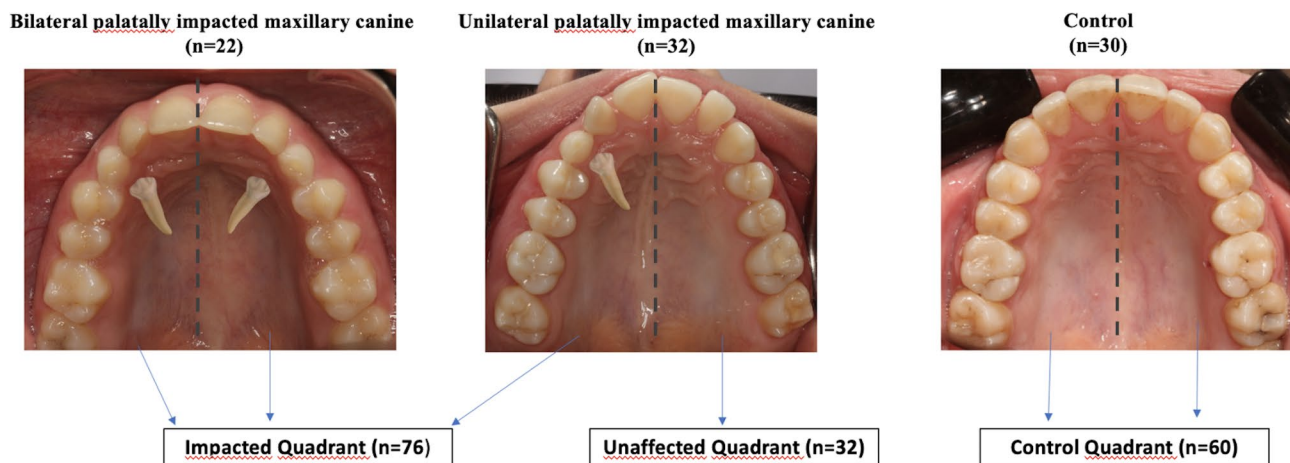 Bilateral palatally impacted maxillary canine
(n=22)
Unilateral palatally impacted maxillary canine
(n=32)
Control
(n=30)
Impacted Quadrant (n=76)
Unaffected Quadrant (n=32)
Control Quadrant (n=60)